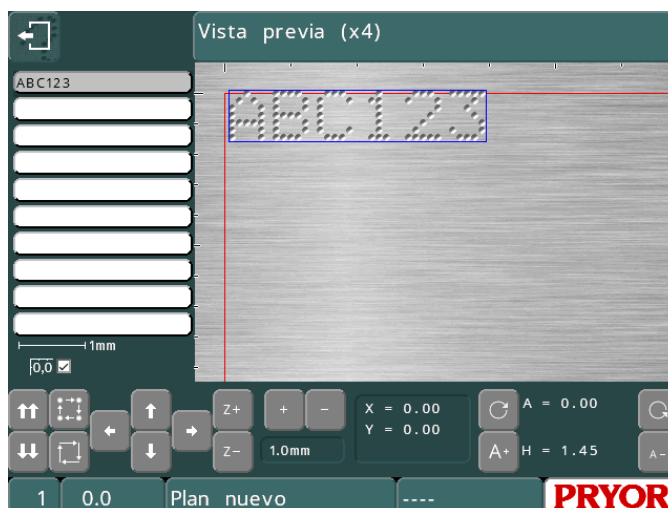 Vista previa (x4)
ABC123
ABC123
1mm
0,0
Z+
+
-
X = 0.00
Y = 0.00
A = 0.00
Z-
1.0mm
A+
H = 1.45
A-
1
0.0
Plan nuevo
----
PRYOR